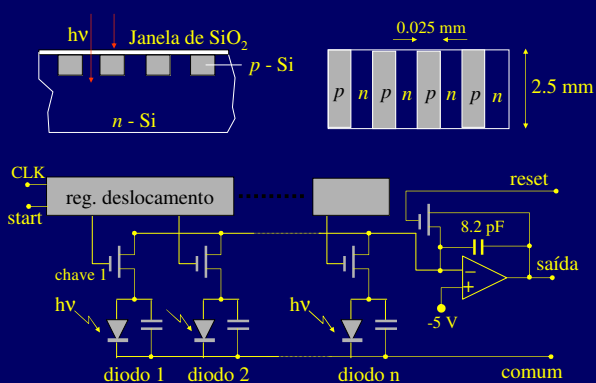 hν
Janela de SiO₂
p - Si
n - Si
0.025 mm
p n p n p n p n
2.5 mm
CLK
start
reg. deslocamento
reset
8.2 pF
chave 1
saída
-
+
-5 V
hν
hν
diodo 1
diodo 2
diodo n
comum